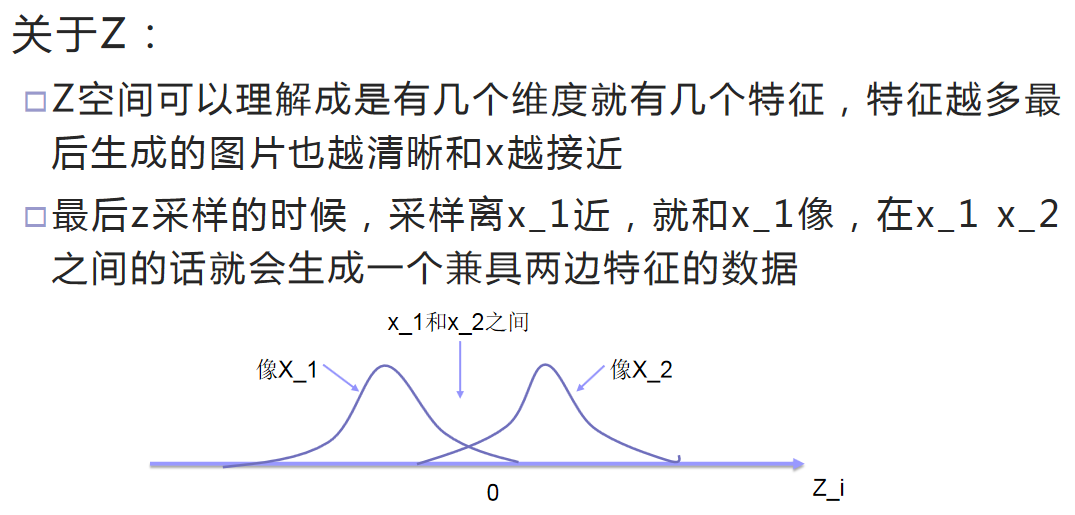 关于Z：
Z空间可以理解成是有几个维度就有几个特征，特征越多最
后生成的图片也越清晰和x越接近
最后z采样的时候，采样离x_1近，就和x_1像，在x_1 x_2
之间的话就会生成一个兼具两边特征的数据
x_1和x_2之间
像X_1
像X_2
0
Z_i